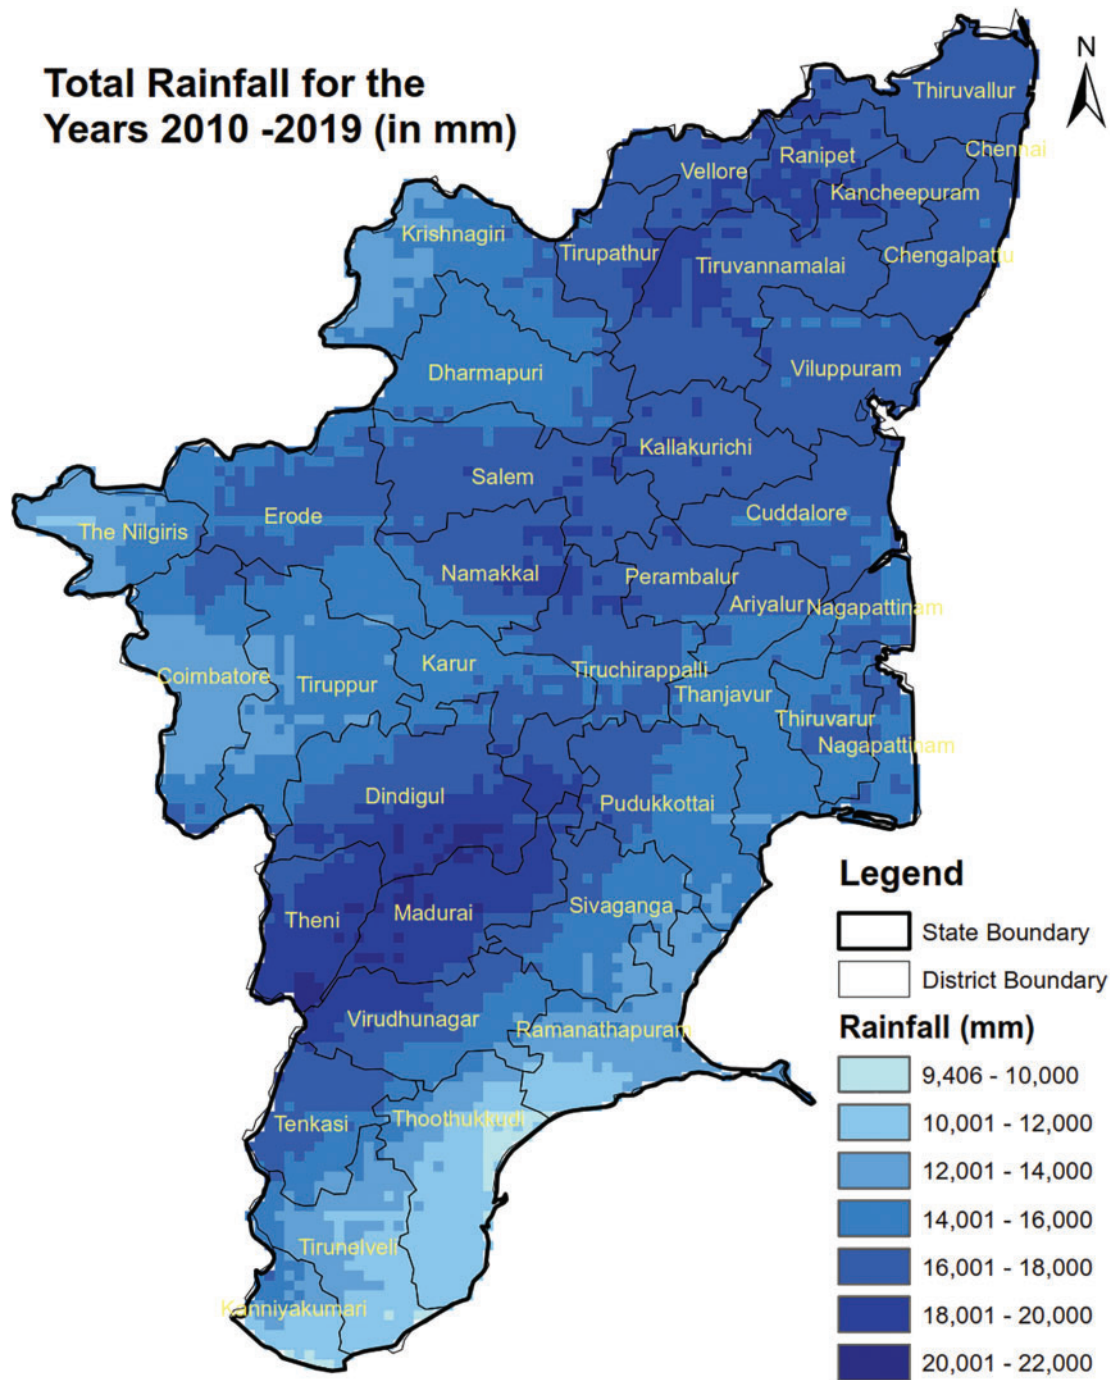 Total Rainfall for the
Years 2010 -2019 (in mm)
N
Thiruvallur
Chennai
Ranipet
Vellore
Kancheepuram
Krishnagiri
Tirupathur
Chengalpattu
Tiruvannamalai
Dharmapuri
Viluppuram
Kallakurichi
Salem
Cuddalore
Erode
The Nilgiris
Namakkal
Perambalur
Ariyalur
Nagapattinam
Coimbatore
Tiruppur
Karur
Tiruchirappalli
Thanjavur
Thiruvarur
Nagapattinam
Dindigul
Pudukkottai
Theni
Madurai
Sivaganga
Virudhunagar
Ramanathapuram
Tenkasi
Thoothukkudi
Tirunelveli
Kanniyakumari
Legend
State Boundary
District Boundary
Rainfall (mm)
9,406 - 10,000
10,001 - 12,000
12,001 - 14,000
14,001 - 16,000
16,001 - 18,000
18,001 - 20,000
20,001 - 22,000